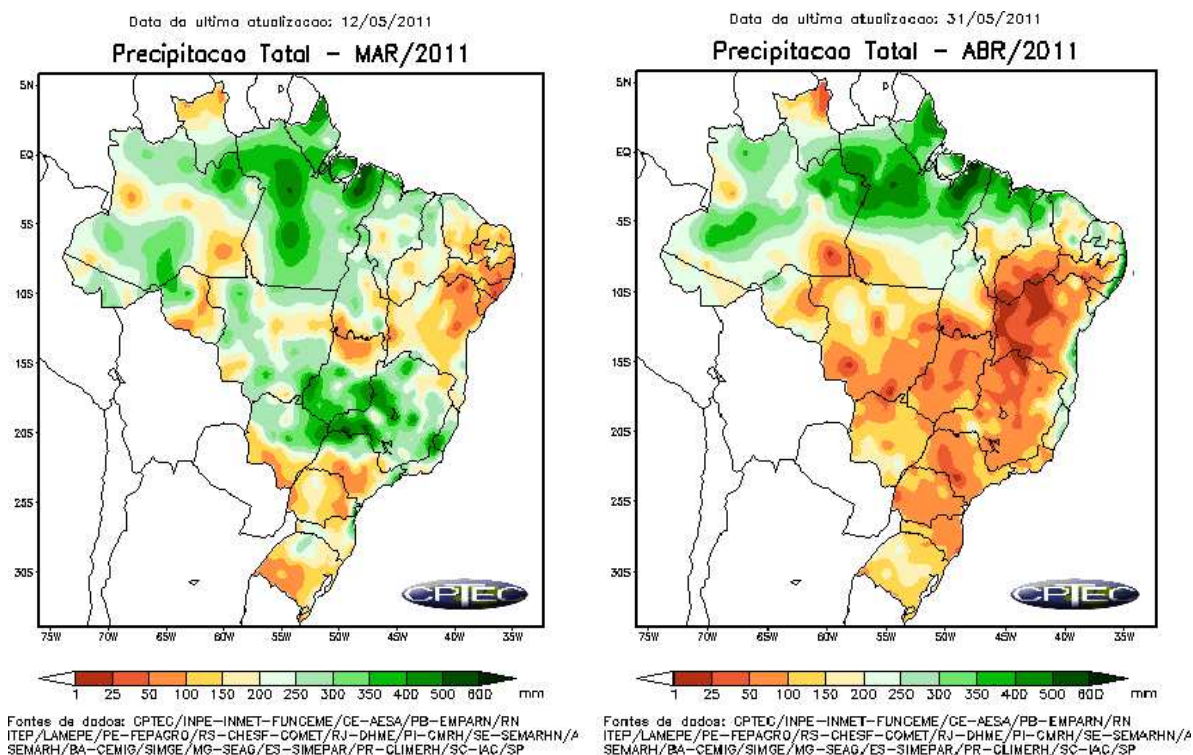 Data da ultima atualizacao: 12/05/2011
Precipitacao Total - MAR/2011
5N
EQ
5S
10S
15S
20S
25S
30S
75W 70W 65W 60W 55W 50W 45W 40W 35W
CPTEC
1 25 50 100 150 200 250 300 350 400 500 600 mm
Fontes de dados: CPTEC/INPE-INMET-FUNCEME/CE-AESA/PB-EMPARN/RN
ITEP/LAMEPE/PE-FEPAGRO/RS-CHESF-COMET/RJ-DHME/PI-CMRH/SE-SEMARHN/A
SEMARH/BA-CEMIG/SIMGE/MG-SEAG/ES-SIMEPAR/PR-CLIMERH/SC-IAC/SP
Data da ultima atualizacao: 31/05/2011
Precipitacao Total - ABR/2011
5N
EQ
5S
10S
15S
20S
25S
30S
75W 70W 65W 60W 55W 50W 45W 40W 35W
CPTEC
1 25 50 100 150 200 250 300 350 400 500 600 mm
Fontes de dados: CPTEC/INPE-INMET-FUNCEME/CE-AESA/PB-EMPARN/RN
ITEP/LAMEPE/PE-FEPAGRO/RS-CHESF-COMET/RJ-DHME/PI-CMRH/SE-SEMARHN/A
SEMARH/BA-CEMIG/SIMGE/MG-SEAG/ES-SIMEPAR/PR-CLIMERH/SC-IAC/SP